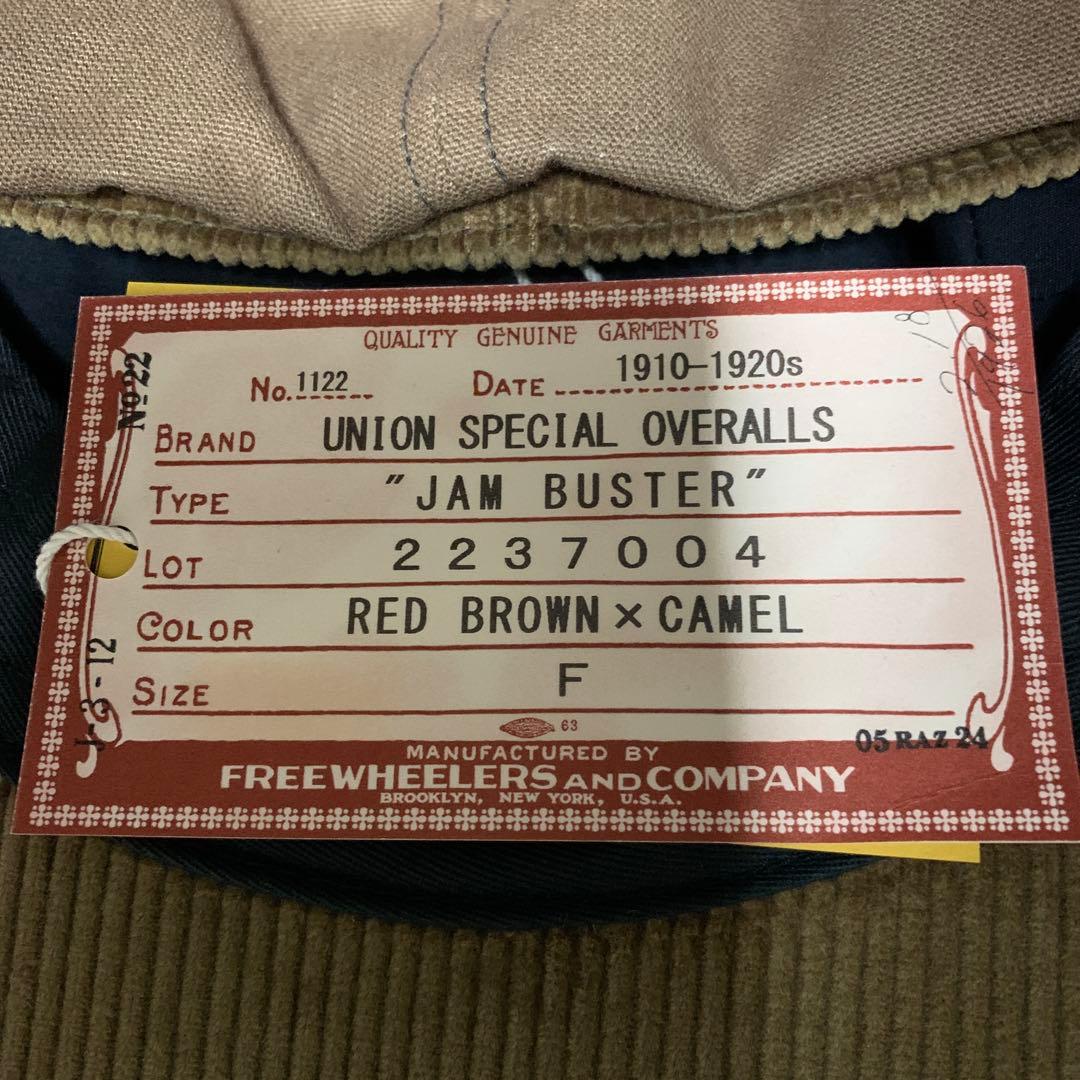 QUALITY GENUINE GARMENTS
No. 1122 DATE 1910-1920s
BRAND UNION SPECIAL OVERALLS
TYPE "JAM BUSTER"
LOT 2237004
COLOR RED BROWN×CAMEL
SIZE F
63
MANUFACTURED BY
FREEWHEELERS AND COMPANY
BROOKLYN, NEW YORK, U.S.A.
No 22
J-3-12
05 RAZ 24
18